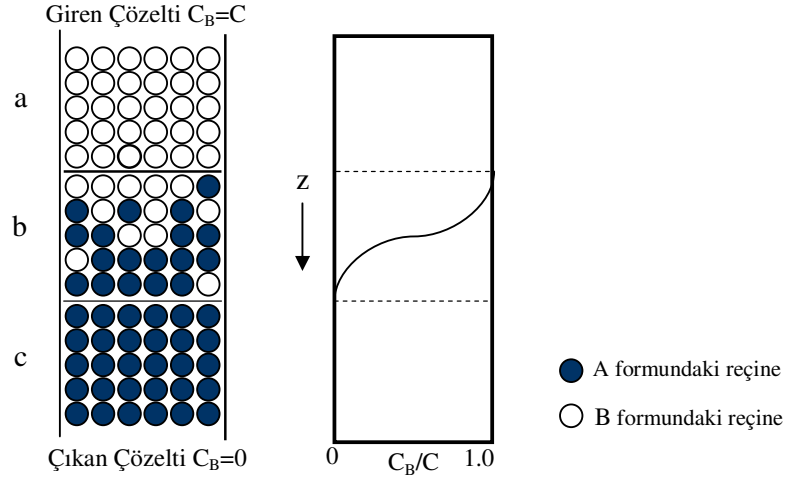 Giren Çözelti C_B=C
a
b
c
Çıkan Çözelti C_B=0
z
0 C_B/C 1.0
A formundaki reçine
B formundaki reçine